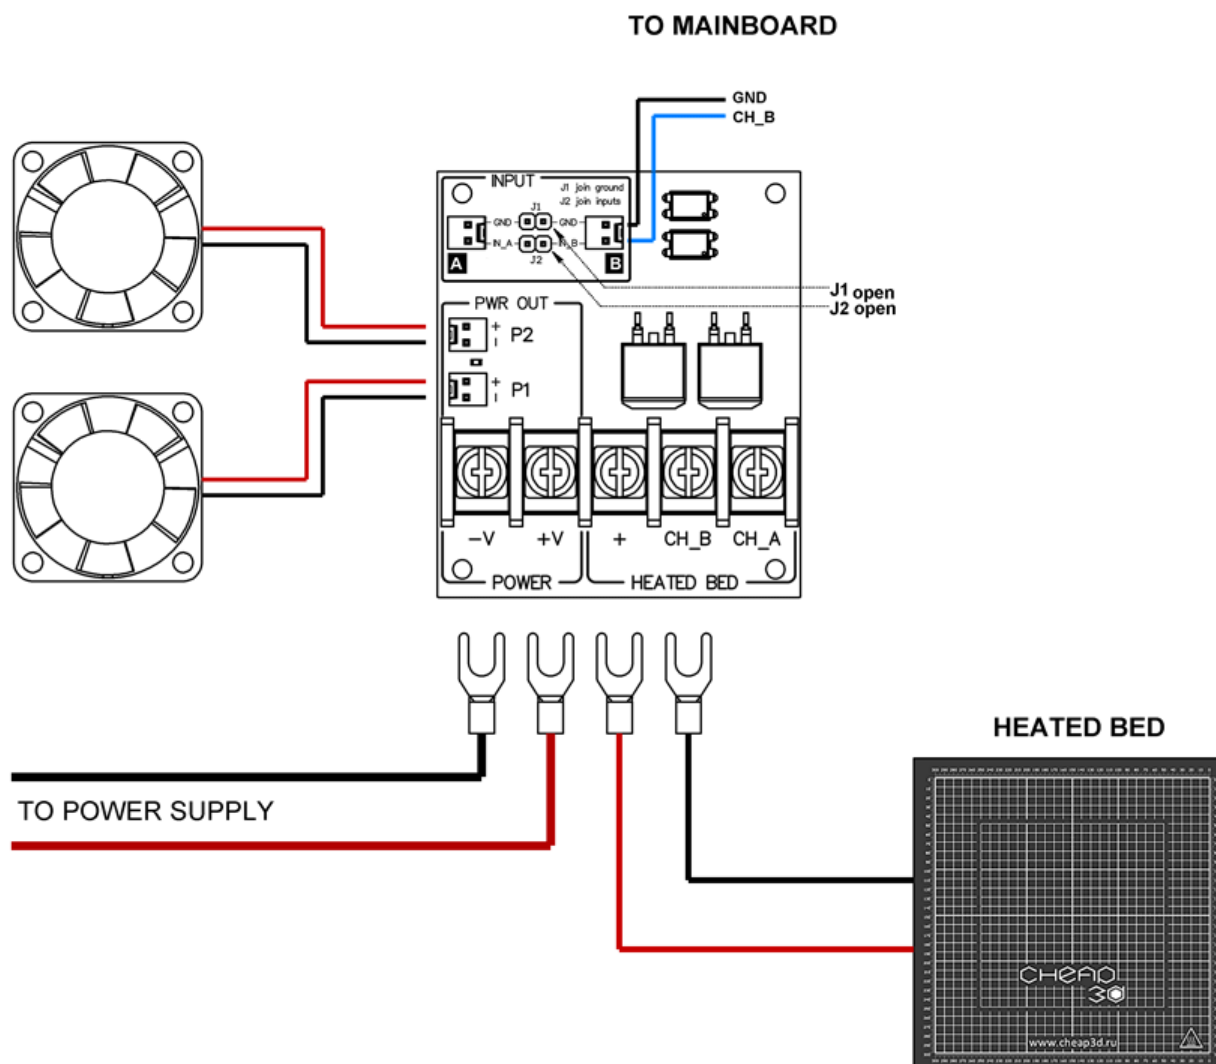 TO MAINBOARD
GND
CH_B
INPUT
J1 join ground
J2 join inputs
J1
GND
GND
IN_A
IN_B
J2
A
B
J1 open
J2 open
PWR OUT
+
P2
−
+
P1
−
−V
+V
+
CH_B
CH_A
POWER
HEATED BED
TO POWER SUPPLY
HEATED BED
CHEAP
3D
www.cheap3d.ru